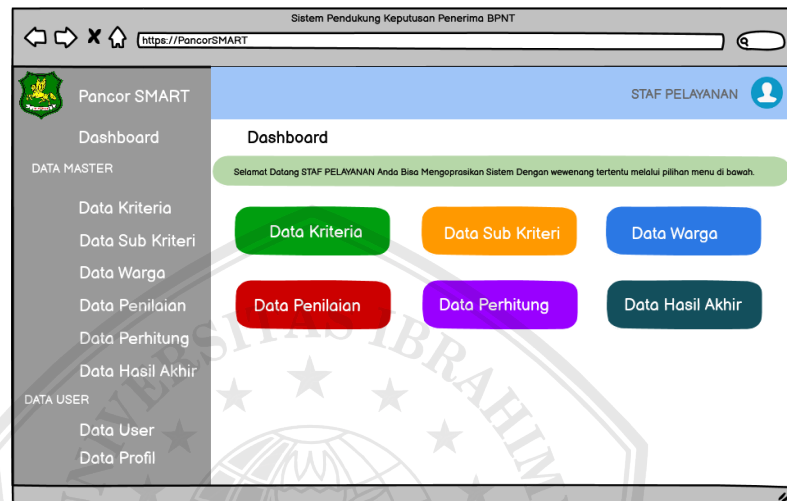 Sistem Pendukung Keputusan Penerima BPNT
https://PancorSMART
Pancor SMART
STAF PELAYANAN
Dashboard
DATA MASTER
Data Kriteria
Data Sub Kriteri
Data Warga
Data Penilaian
Data Perhitung
Data Hasil Akhir
DATA USER
Data User
Data Profil
Dashboard
Selamat Datang STAF PELAYANAN Anda Bisa Mengoprasikan Sistem Dengan wewenang tertentu melalui pilihan menu di bawah.
Data Kriteria
Data Sub Kriteri
Data Warga
Data Penilaian
Data Perhitung
Data Hasil Akhir